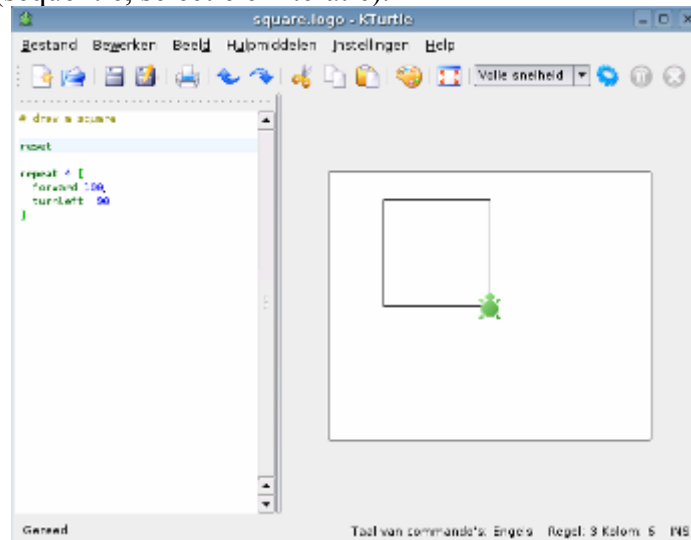 (sequentie, selectie en iteratie).
square.logo - KTurtle
Bestand Bewerken Beeld Hulpmiddelen Instellingen Help
Volle snelheid
# draw a square
reset
repeat 4 [
forward 100
turnleft 90
]
Gereed Taal van commando's: Engels Regel: 3 Kolom: 6 INS